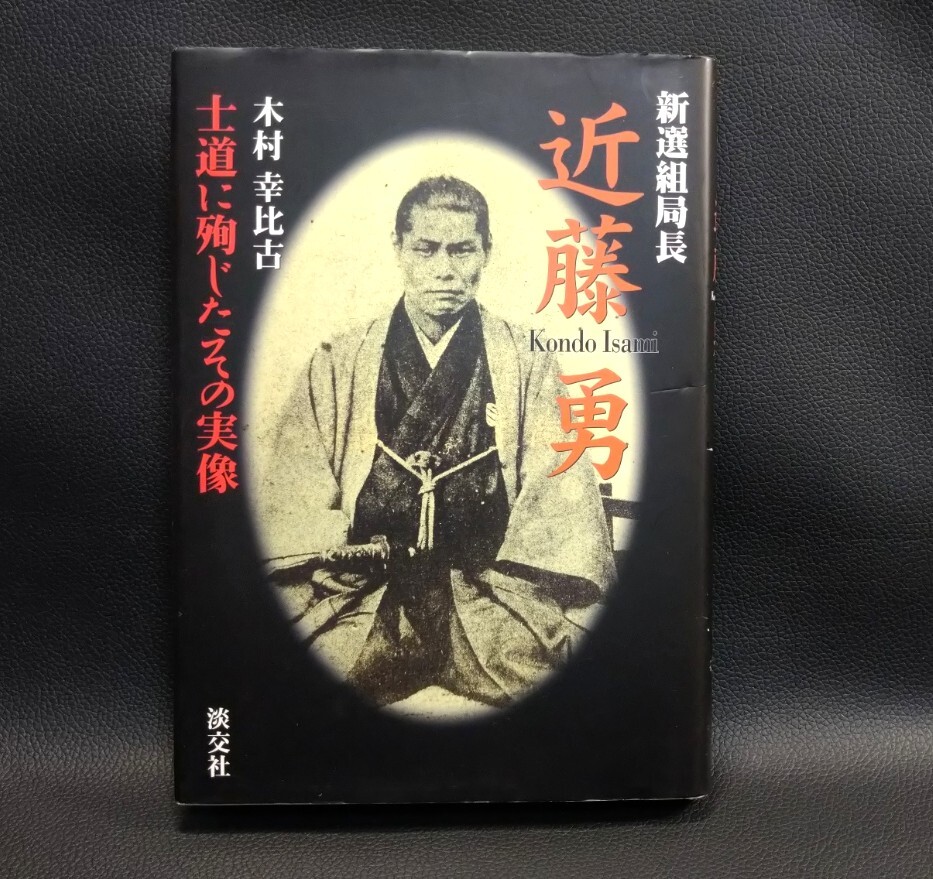 新選組局長
近藤勇
Kondo Isami
木村 幸比古
士道に殉じたその実像
淡交社